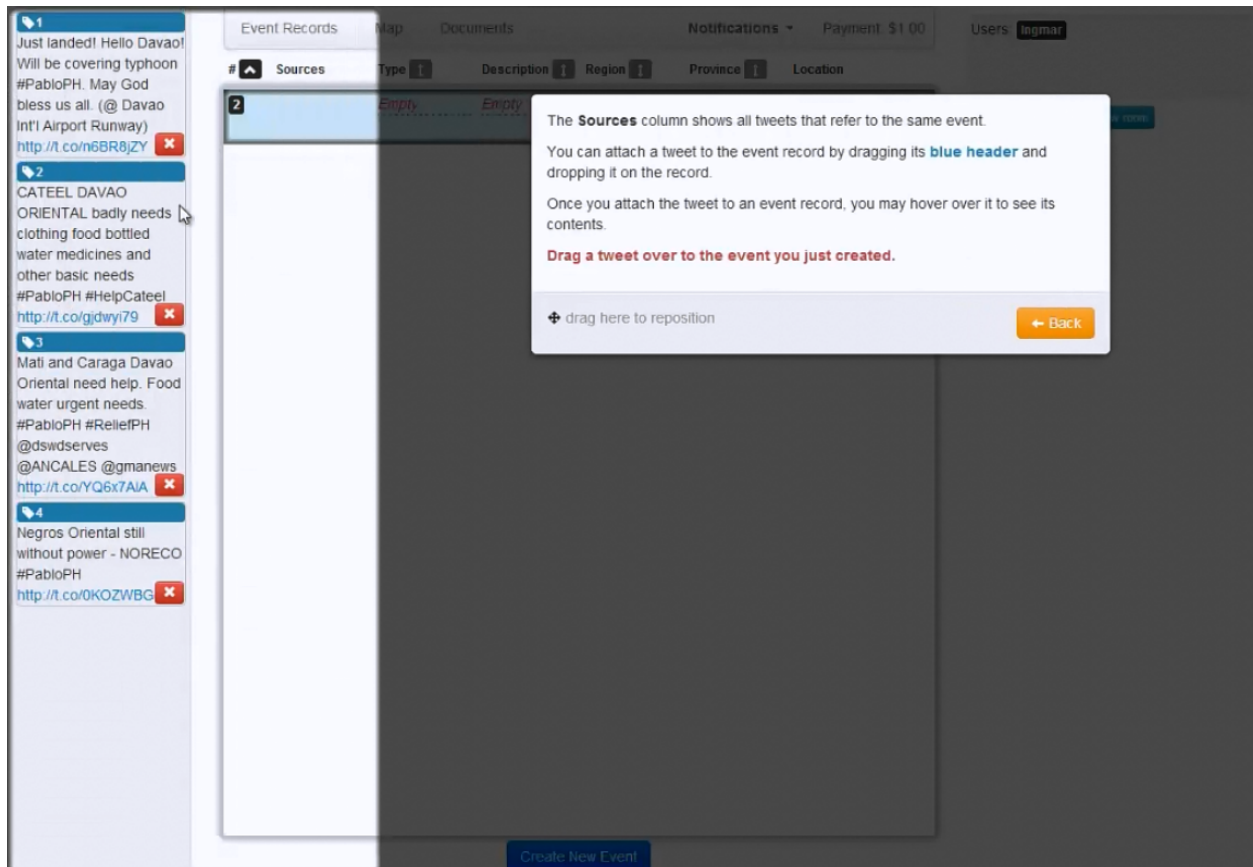 1
Just landed! Hello Davao!
Will be covering typhoon
#PabloPH. May God
bless us all. (@ Davao
Int'l Airport Runway)
http://t.co/n6BR8jZY
2
CATEEL DAVAO
ORIENTAL badly needs
clothing food bottled
water medicines and
other basic needs
#PabloPH #HelpCateel
http://t.co/gjdwyi79
3
Mati and Caraga Davao
Oriental need help. Food
water urgent needs.
#PabloPH #ReliefPH
@dswdserves
@ANCALES @gmanews
http://t.co/YQ6x7AlA
4
Negros Oriental still
without power - NORECO
#PabloPH
http://t.co/0KOZWBG
Event Records Map Documents Notifications Payment: $1.00
# Sources Type Description Region Province Location
2 Empty Empty
The Sources column shows all tweets that refer to the same event.
You can attach a tweet to the event record by dragging its blue header and
dropping it on the record.
Once you attach the tweet to an event record, you may hover over it to see its
contents.
Drag a tweet over to the event you just created.
drag here to reposition
Back
Create New Event
Users: Ingmar